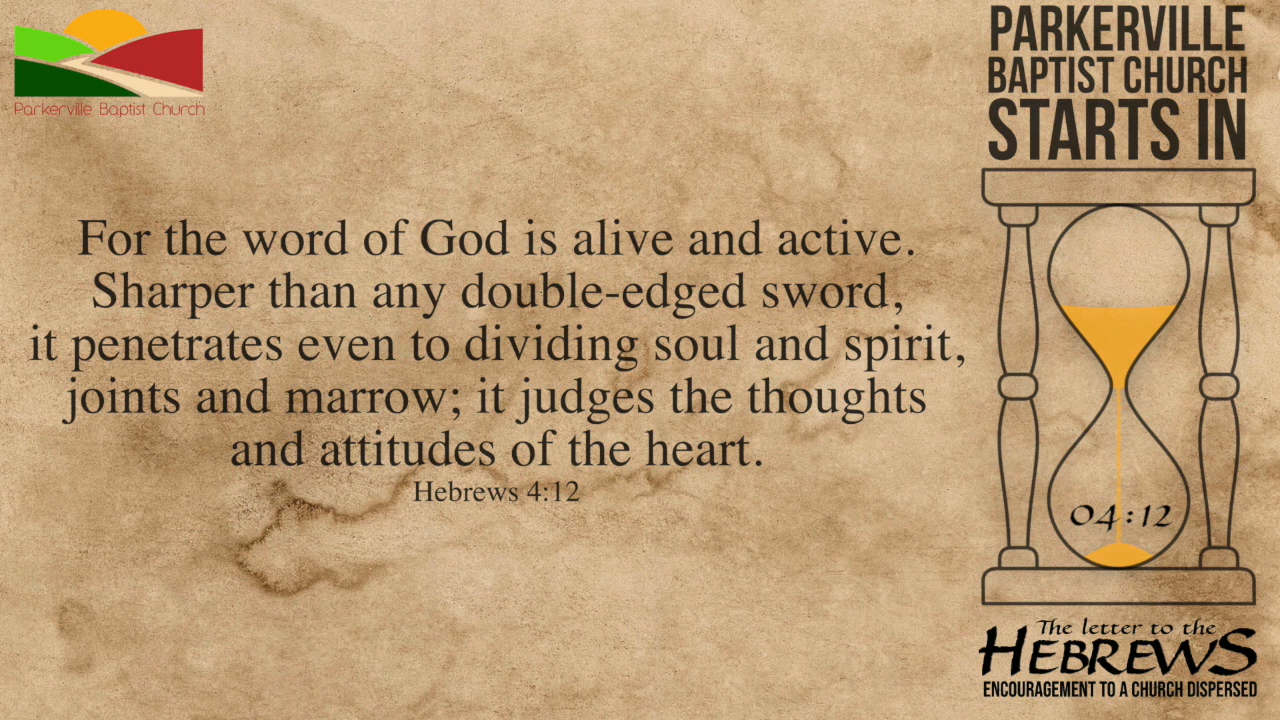 Parkerville Baptist Church
For the word of God is alive and active.
Sharper than any double-edged sword,
it penetrates even to dividing soul and spirit,
joints and marrow; it judges the thoughts
and attitudes of the heart.
Hebrews 4:12
PARKERVILLE
BAPTIST CHURCH
STARTS IN
04:12
The letter to the
HEBREWS
ENCOURAGEMENT TO A CHURCH DISPERSED